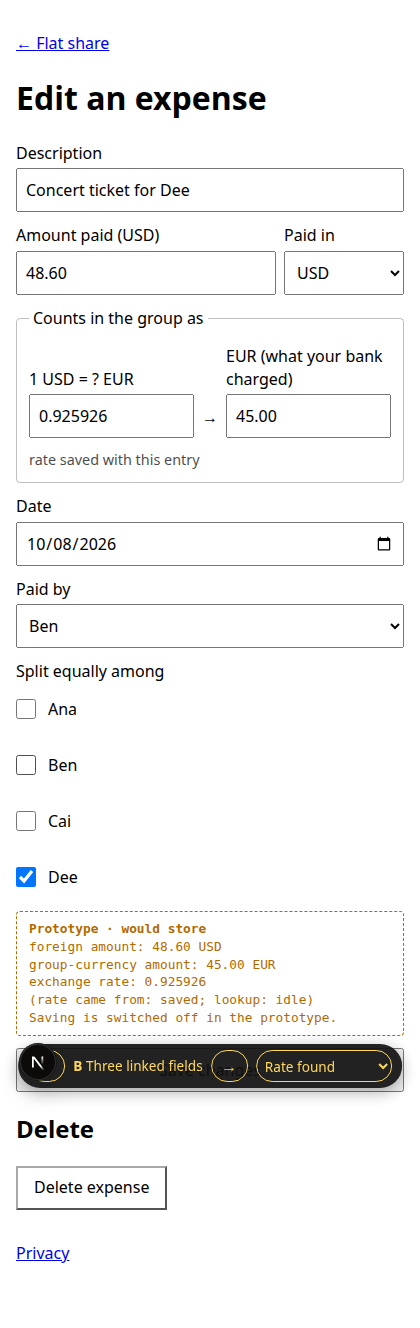 ← Flat share
Edit an expense
Description
Concert ticket for Dee
Amount paid (USD)
Paid in
48.60
USD
Counts in the group as
1 USD = ? EUR
EUR (what your bank
charged)
0.925926
→
45.00
rate saved with this entry
Date
10/08/2026
Paid by
Ben
Split equally among
Ana
Ben
Cai
Dee
Prototype · would store
foreign amount: 48.60 USD
group-currency amount: 45.00 EUR
exchange rate: 0.925926
(rate came from: saved; lookup: idle)
Saving is switched off in the prototype.
N
B Three linked fields
→
Rate found
Delete
Delete expense
Privacy